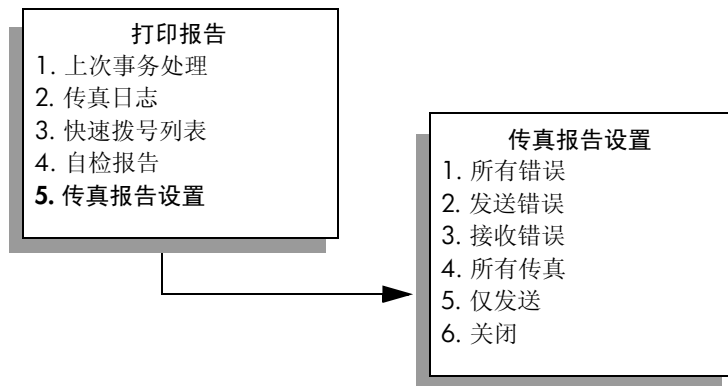 打印报告
1. 上次事务处理
2. 传真日志
3. 快速拨号列表
4. 自检报告
5. 传真报告设置
传真报告设置
1. 所有错误
2. 发送错误
3. 接收错误
4. 所有传真
5. 仅发送
6. 关闭